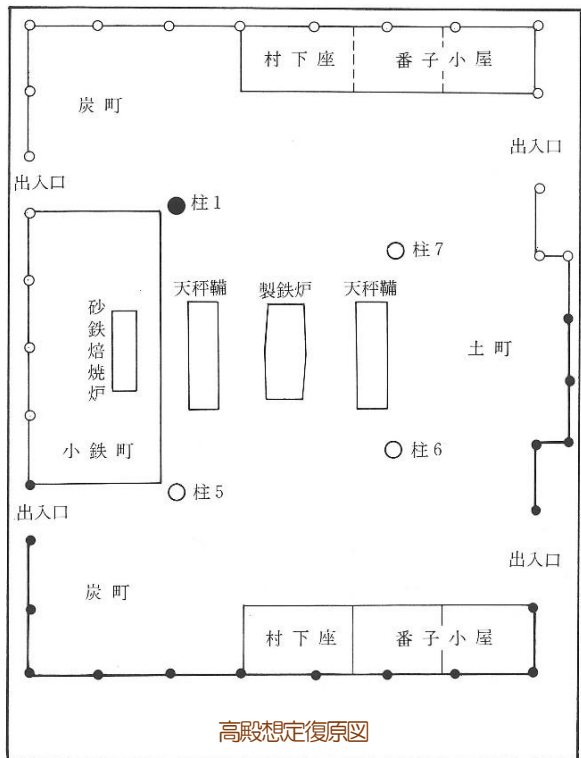 村下座
番子小屋
炭町
出入口
出入口
柱1
柱7
天秤鞴
製鉄炉
天秤鞴
砂鉄焙焼炉
土町
小鉄町
柱6
柱5
出入口
出入口
炭町
村下座
番子小屋
高殿想定復原図